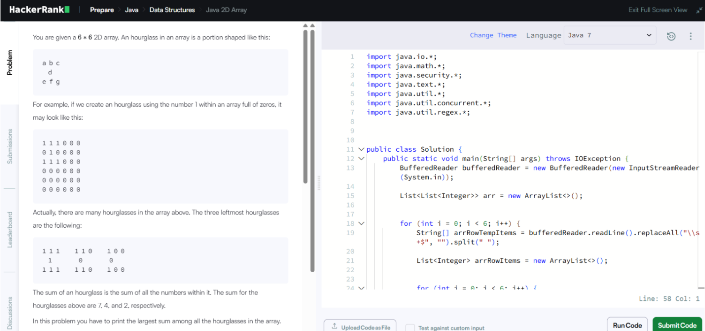 HackerRank Prepare Java Data Structures Java 2D Array Exit Full Screen View
Problem
Submissions
Leaderboard
Discussions
You are given a 6 * 6 2D array. An hourglass in an array is a portion shaped like this:
a b c
d
e f g
For example, if we create an hourglass using the number 1 within an array full of zeros, it
may look like this:
1 1 1 0 0 0
0 1 0 0 0 0
1 1 1 0 0 0
0 0 0 0 0 0
0 0 0 0 0 0
0 0 0 0 0 0
Actually, there are many hourglasses in the array above. The three leftmost hourglasses
are the following:
1 1 1 1 1 0 1 0 0
1 0 0
1 1 1 1 1 0 1 0 0
The sum of an hourglass is the sum of all the numbers within it. The sum for the
hourglasses above are 7, 4, and 2, respectively.
In this problem you have to print the largest sum among all the hourglasses in the array.
Change Theme Language Java 7
1 import java.io.*;
2 import java.math.*;
3 import java.security.*;
4 import java.text.*;
5 import java.util.*;
6 import java.util.concurrent.*;
7 import java.util.regex.*;
8
9
10
11 public class Solution {
12 public static void main(String[] args) throws IOException {
13 BufferedReader bufferedReader = new BufferedReader(new InputStreamReader
(System.in));
14
15 List<List<Integer>> arr = new ArrayList<>();
16
17
18 for (int i = 0; i < 6; i++) {
19 String[] arrRowTempItems = bufferedReader.readLine().replaceAll("\\s
+$", "").split(" ");
20
21 List<Integer> arrRowItems = new ArrayList<>();
22
23
24 for (int j = 0; j < 6; j++) {
Line: 58 Col: 1
Upload Code as File
Test against custom input
Run Code
Submit Code